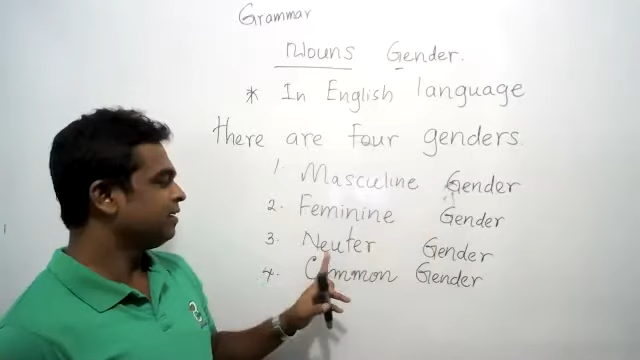 Grammar
Nouns Gender.
* In English language
there are four genders.
1. Masculine Gender
2. Feminine Gender
3. Neuter Gender
4. Common Gender